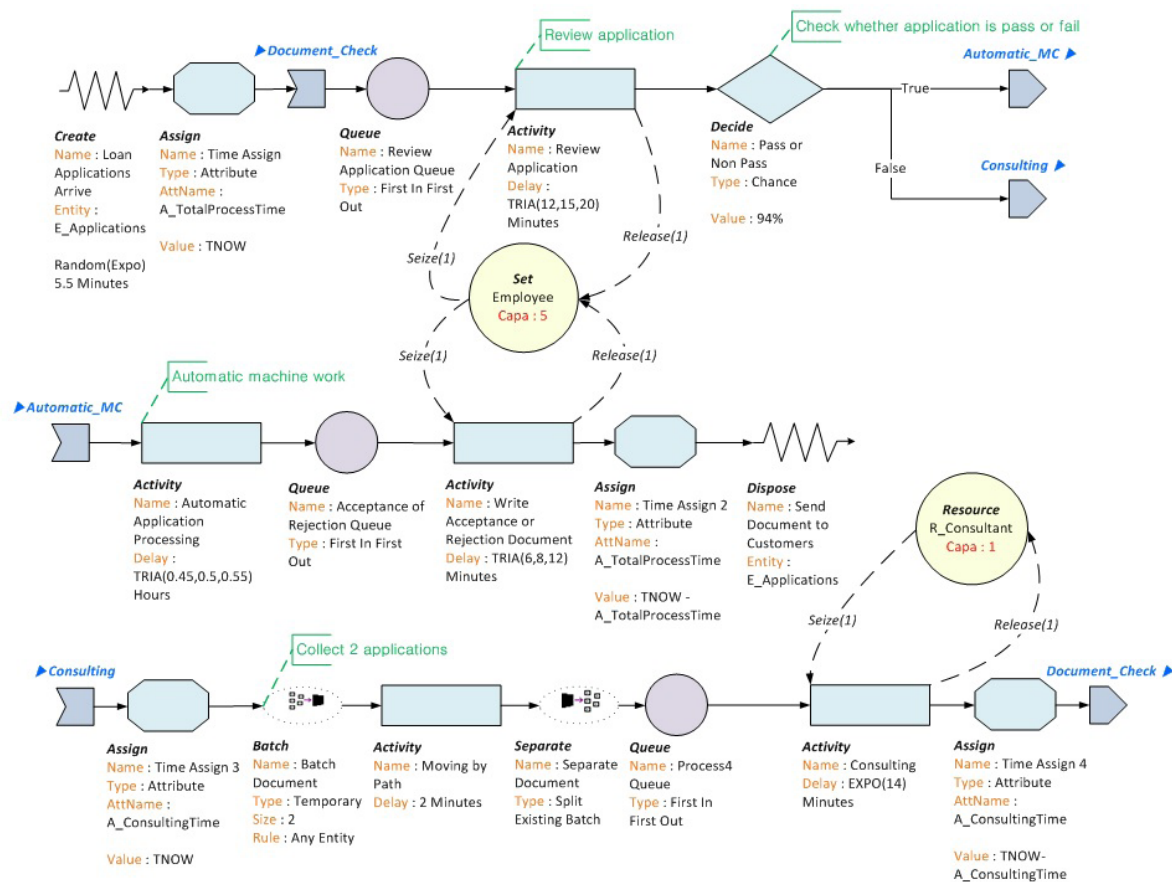 Review application
Check whether application is pass or fail
Document_Check
Automatic_MC
True
Create
Name : Loan
Applications
Arrive
Entity :
E_Applications
Random(Expo)
5.5 Minutes
Assign
Name : Time Assign
Type : Attribute
AttName :
A_TotalProcessTime
Value : TNOW
Queue
Name : Review
Application Queue
Type : First In First
Out
Activity
Name : Review
Application
Delay :
TRIA(12,15,20)
Minutes
Decide
Name : Pass or
Non Pass
Type : Chance
Value : 94%
False
Consulting
Seize(1)
Release(1)
Set
Employee
Capa : 5
Seize(1)
Release(1)
Automatic machine work
Automatic_MC
Activity
Name : Automatic
Application
Processing
Delay :
TRIA(0.45,0.5,0.55)
Hours
Queue
Name : Acceptance of
Rejection Queue
Type : First In First
Out
Activity
Name : Write
Acceptance or
Rejection Document
Delay : TRIA(6,8,12)
Minutes
Assign
Name : Time Assign 2
Type : Attribute
AttName :
A_TotalProcessTime
Value : TNOW -
A_TotalProcessTime
Dispose
Name : Send
Document to
Customers
Entity :
E_Applications
Resource
R_Consultant
Capa : 1
Seize(1)
Release(1)
Collect 2 applications
Consulting
Document_Check
Assign
Name : Time Assign 3
Type : Attribute
AttName :
A_ConsultingTime
Value : TNOW
Batch
Name : Batch
Document
Type : Temporary
Size : 2
Rule : Any Entity
Activity
Name : Moving by
Path
Delay : 2 Minutes
Separate
Name : Separate
Document
Type : Split
Existing Batch
Queue
Name : Process4
Queue
Type : First In
First Out
Activity
Name : Consulting
Delay : EXPO(14)
Minutes
Assign
Name : Time Assign 4
Type : Attribute
AttName :
A_ConsultingTime
Value : TNOW-
A_ConsultingTime